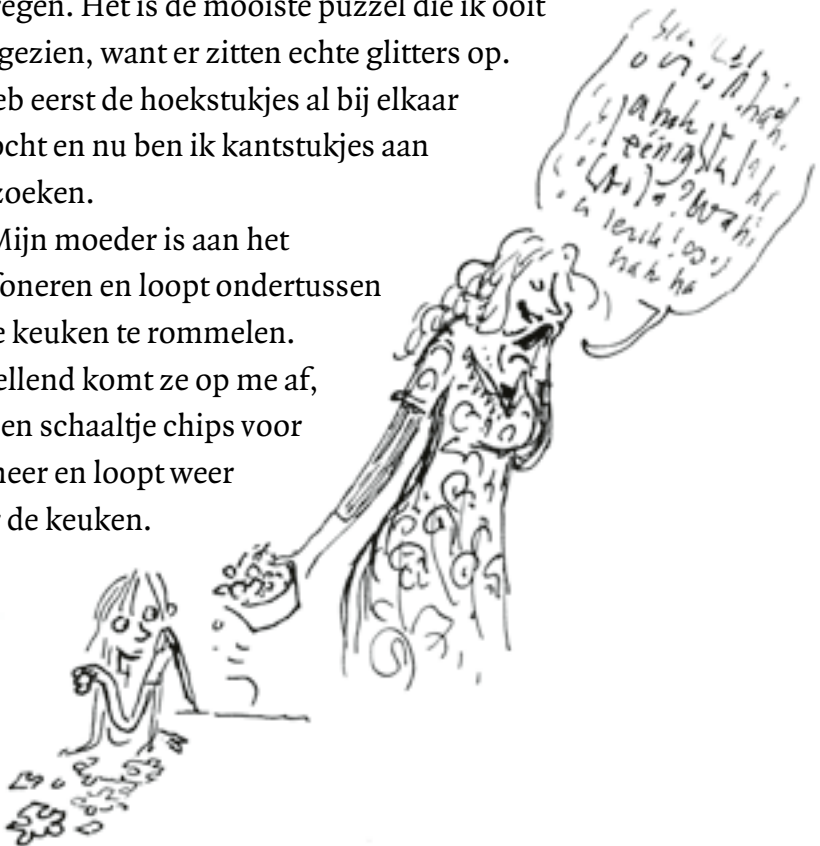 regen. Het is de mooiste puzzel die ik ooit
gezien, want er zitten echte glitters op.
eb eerst de hoekstukjes al bij elkaar
ocht en nu ben ik kantstukjes aan
zoeken.
Mijn moeder is aan het
foneren en loopt ondertussen
e keuken te rommelen.
ellend komt ze op me af,
en schaaltje chips voor
neer en loopt weer
de keuken.
hah ha